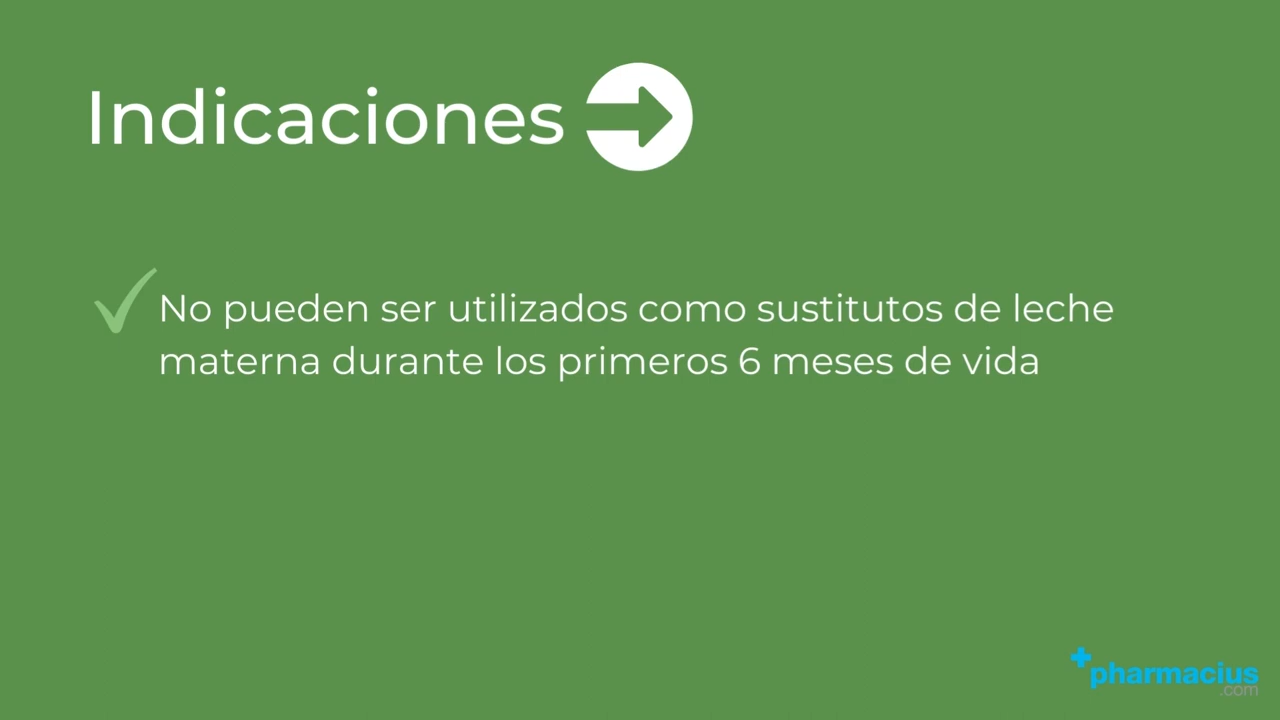 Indicaciones
No pueden ser utilizados como sustitutos de leche
materna durante los primeros 6 meses de vida
pharmacius
.com